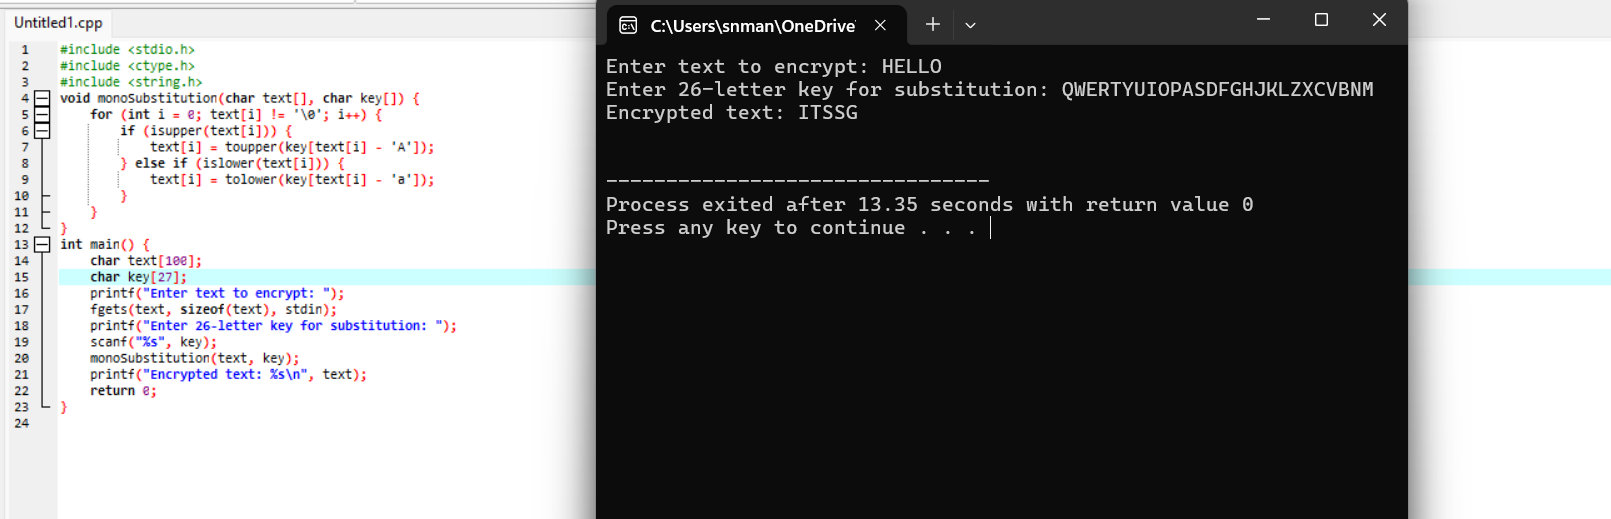 Untitled1.cpp
1 #include <stdio.h>
2 #include <ctype.h>
3 #include <string.h>
4 void monoSubstitution(char text[], char key[]) {
5     for (int i = 0; text[i] != '\0'; i++) {
6         if (isupper(text[i])) {
7             text[i] = toupper(key[text[i] - 'A']);
8         } else if (islower(text[i])) {
9             text[i] = tolower(key[text[i] - 'a']);
10         }
11     }
12 }
13 int main() {
14     char text[100];
15     char key[27];
16     printf("Enter text to encrypt: ");
17     fgets(text, sizeof(text), stdin);
18     printf("Enter 26-letter key for substitution: ");
19     scanf("%s", key);
20     monoSubstitution(text, key);
21     printf("Encrypted text: %s\n", text);
22     return 0;
23 }
24
C:\Users\snman\OneDrive
Enter text to encrypt: HELLO
Enter 26-letter key for substitution: QWERTYUIOPASDFGHJKLZXCVBNM
Encrypted text: ITSSG
--------------------------------
Process exited after 13.35 seconds with return value 0
Press any key to continue . . .